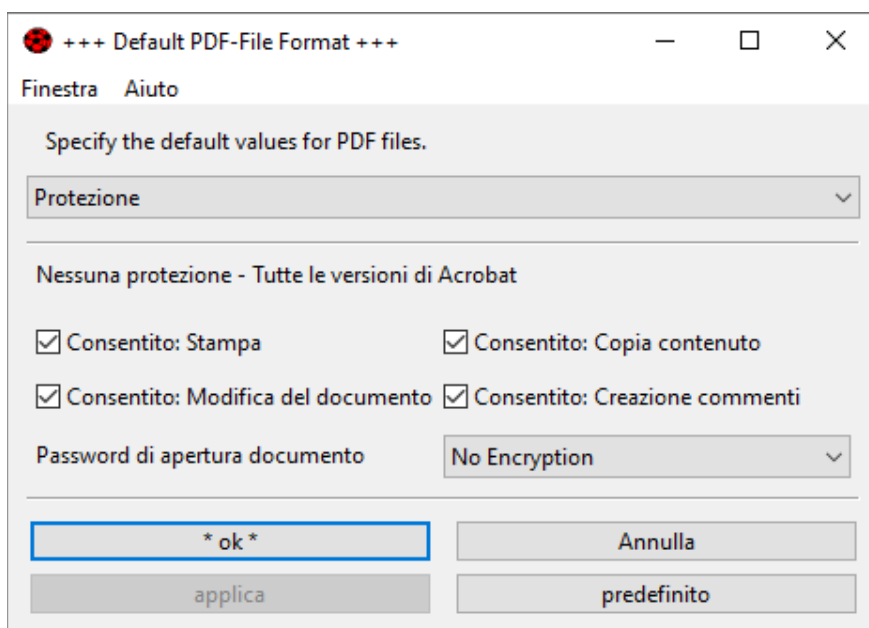 +++ Default PDF-File Format +++
Finestra Aiuto
Specify the default values for PDF files.
Protezione
Nessuna protezione - Tutte le versioni di Acrobat
Consentito: Stampa Consentito: Copia contenuto
Consentito: Modifica del documento Consentito: Creazione commenti
Password di apertura documento No Encryption
* ok * Annulla
applica predefinito